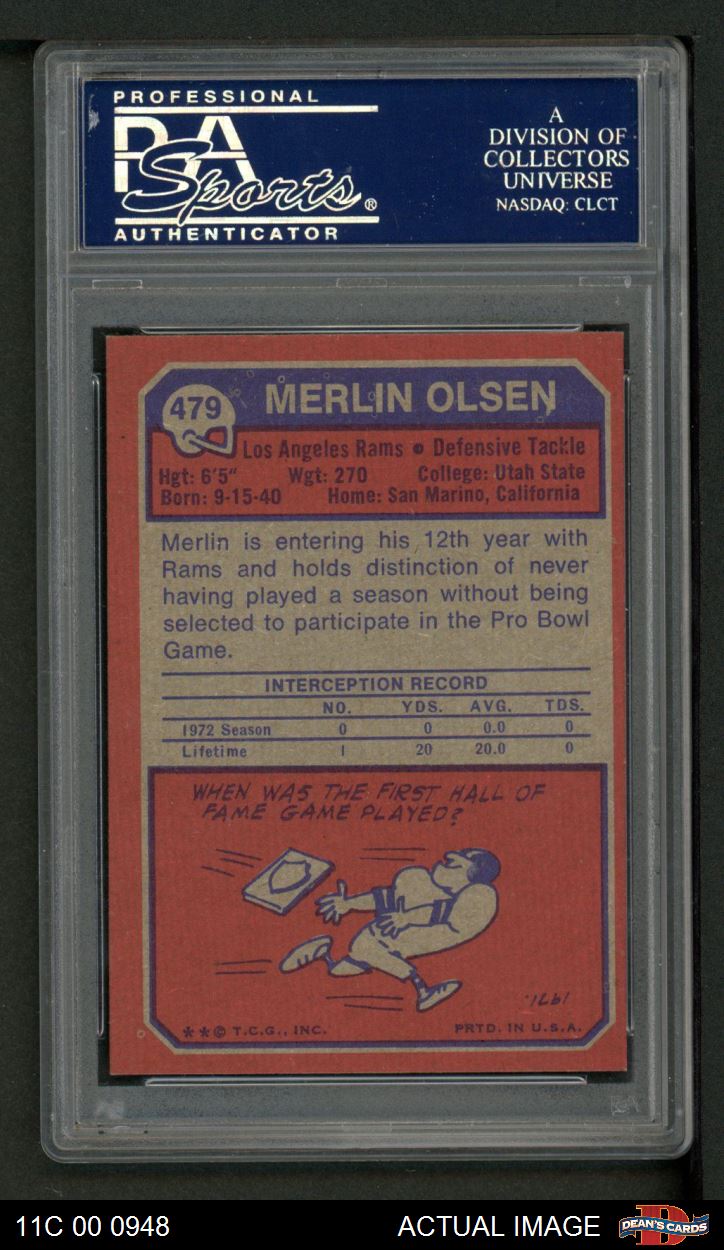 PROFESSIONAL
PSA
Sports®
AUTHENTICATOR
A
DIVISION OF
COLLECTORS
UNIVERSE
NASDAQ: CLCT
479
MERLIN OLSEN
Los Angeles Rams • Defensive Tackle
Hgt: 6'5" Wgt: 270 College: Utah State
Born: 9-15-40 Home: San Marino, California
Merlin is entering his 12th year with
Rams and holds distinction of never
having played a season without being
selected to participate in the Pro Bowl
Game.
INTERCEPTION RECORD
NO. YDS. AVG. TDS.
1972 Season 0 0 0.0 0
Lifetime 1 20 20.0 0
WHEN WAS THE FIRST HALL OF
FAME GAME PLAYED?
1971.
**© T.C.G., INC. PRTD. IN U.S.A.
11C 00 0948 ACTUAL IMAGE
D
DEAN'S CARDS